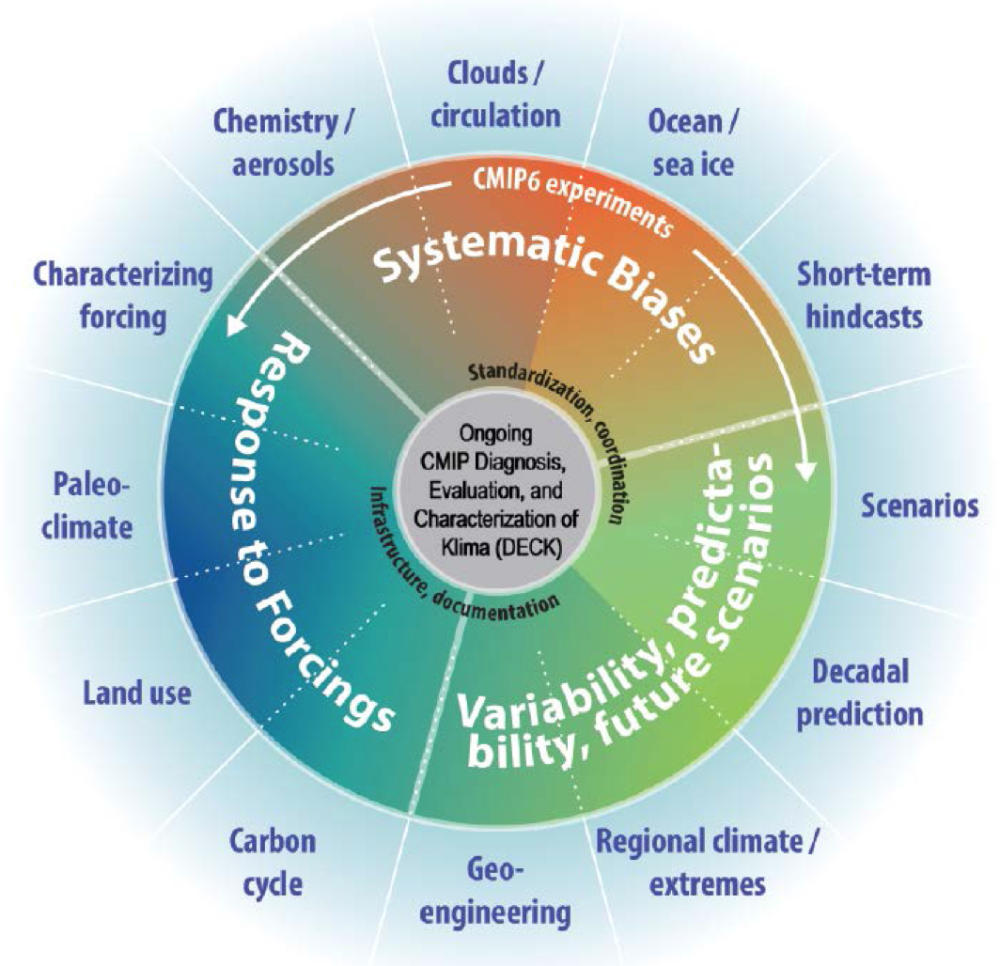 Clouds /
circulation
Ocean /
sea ice
Short-term
hindcasts
Scenarios
Decadal
prediction
Regional climate /
extremes
Geo-
engineering
Carbon
cycle
Land use
Paleo-
climate
Characterizing
forcing
Chemistry /
aerosols
CMIP6 experiments
Systematic Biases
Variability, predicta-
bility, future scenarios
Response to Forcings
Standardization, coordination
Infrastructure, documentation
Ongoing
CMIP Diagnosis,
Evaluation, and
Characterization of
Klima (DECK)